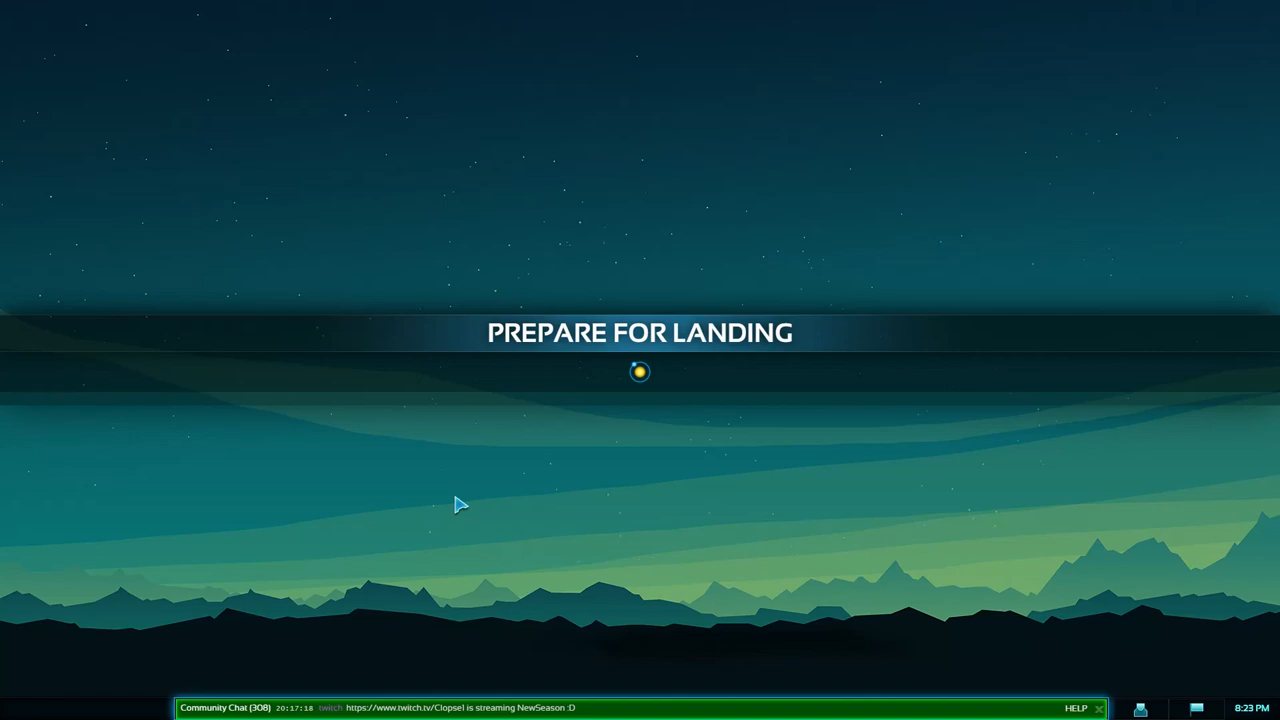 PREPARE FOR LANDING
Community Chat (308) 20:17:18 twitch https://www.twitch.tv/Clopsel is streaming NewSeason :D HELP
8:23 PM